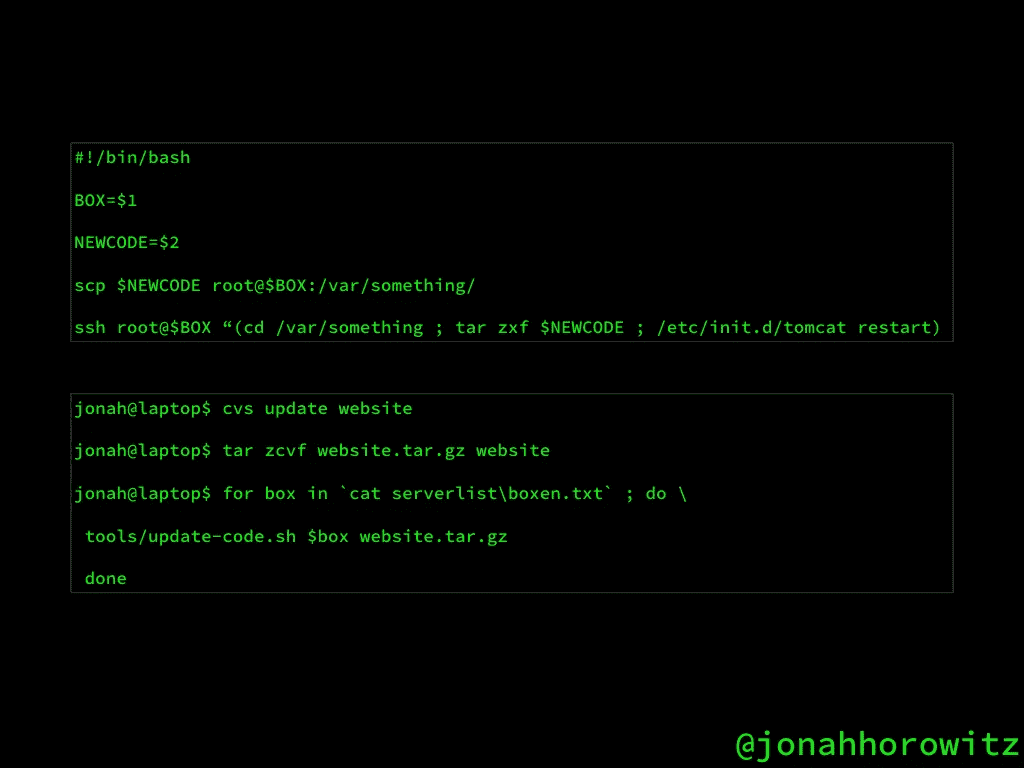 #!/bin/bash
BOX=$1
NEWCODE=$2
scp $NEWCODE root@$BOX:/var/something/
ssh root@$BOX “(cd /var/something ; tar zxf $NEWCODE ; /etc/init.d/tomcat restart)
jonah@laptop$ cvs update website
jonah@laptop$ tar zcvf website.tar.gz website
jonah@laptop$ for box in `cat serverlist\boxen.txt` ; do \
tools/update-code.sh $box website.tar.gz
done
@jonahhorowitz